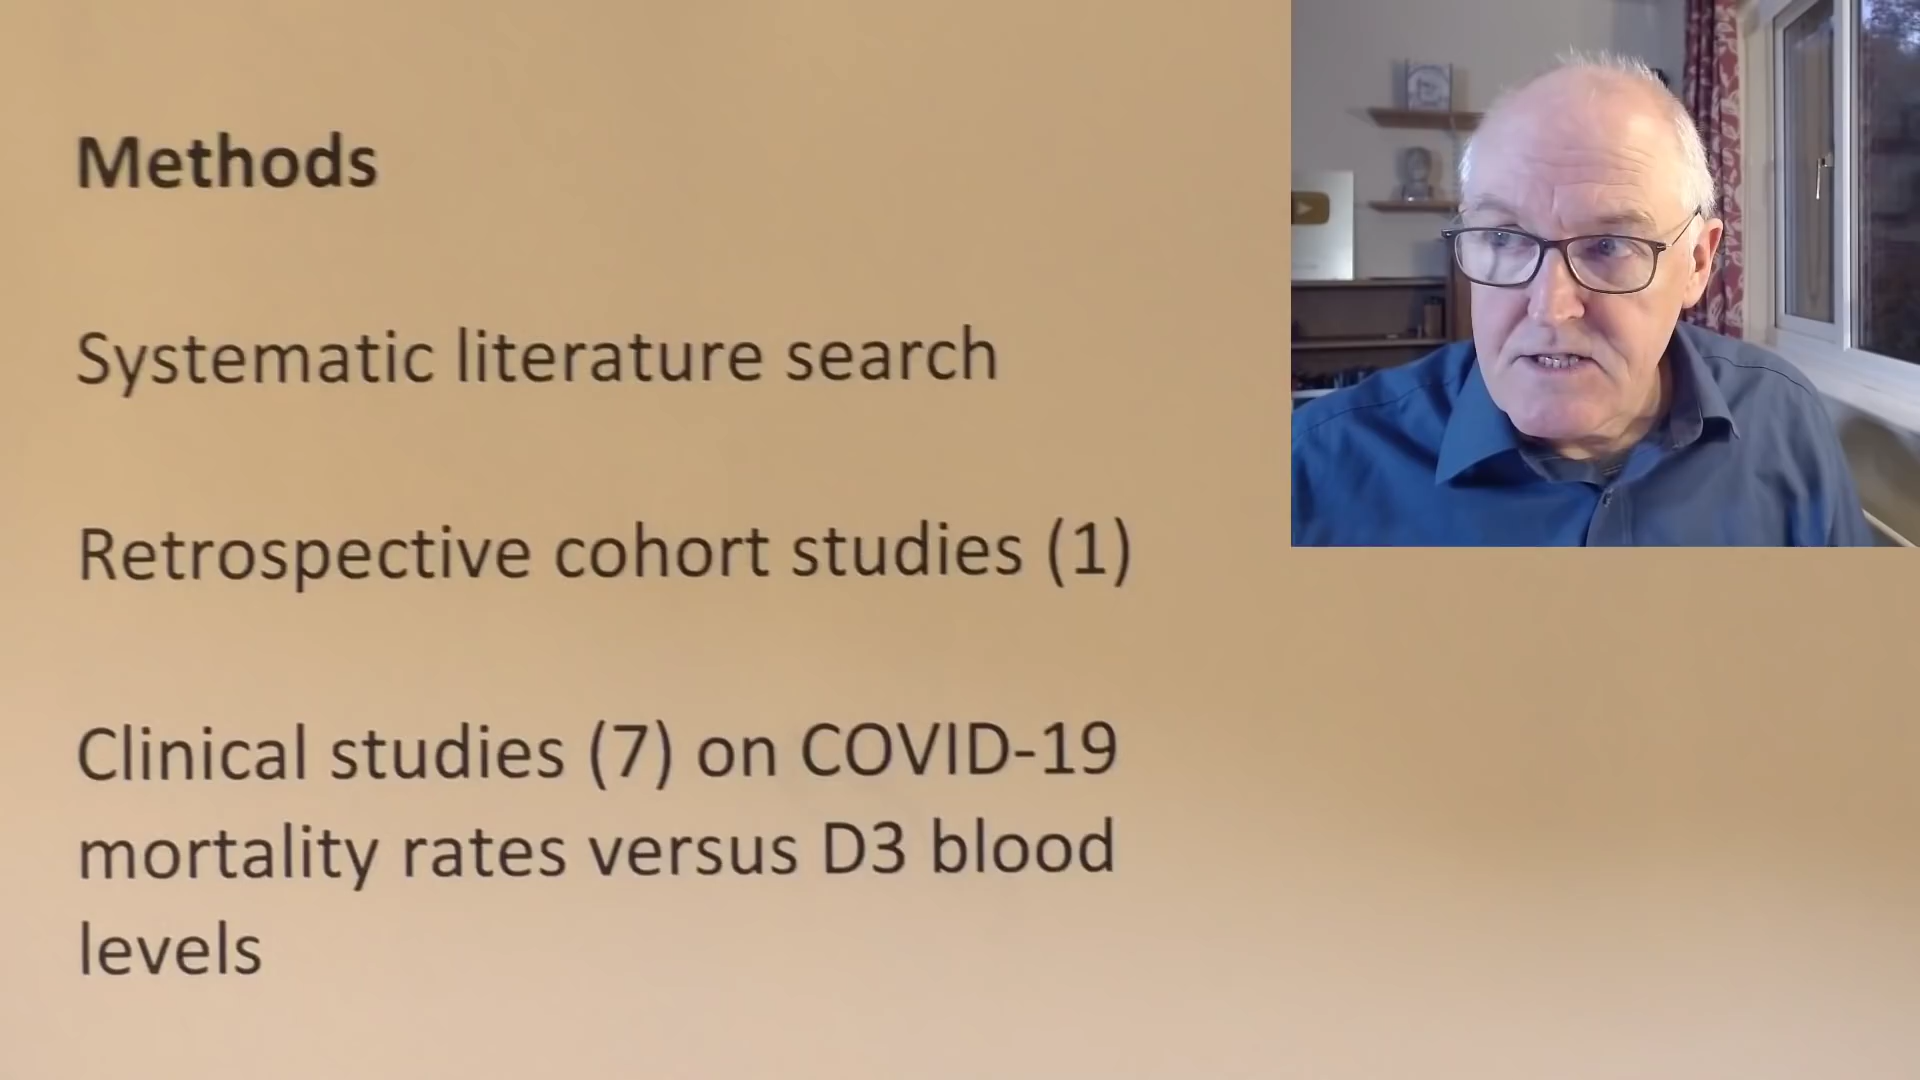 Methods
Systematic literature search
Retrospective cohort studies (1)
Clinical studies (7) on COVID-19
mortality rates versus D3 blood
levels